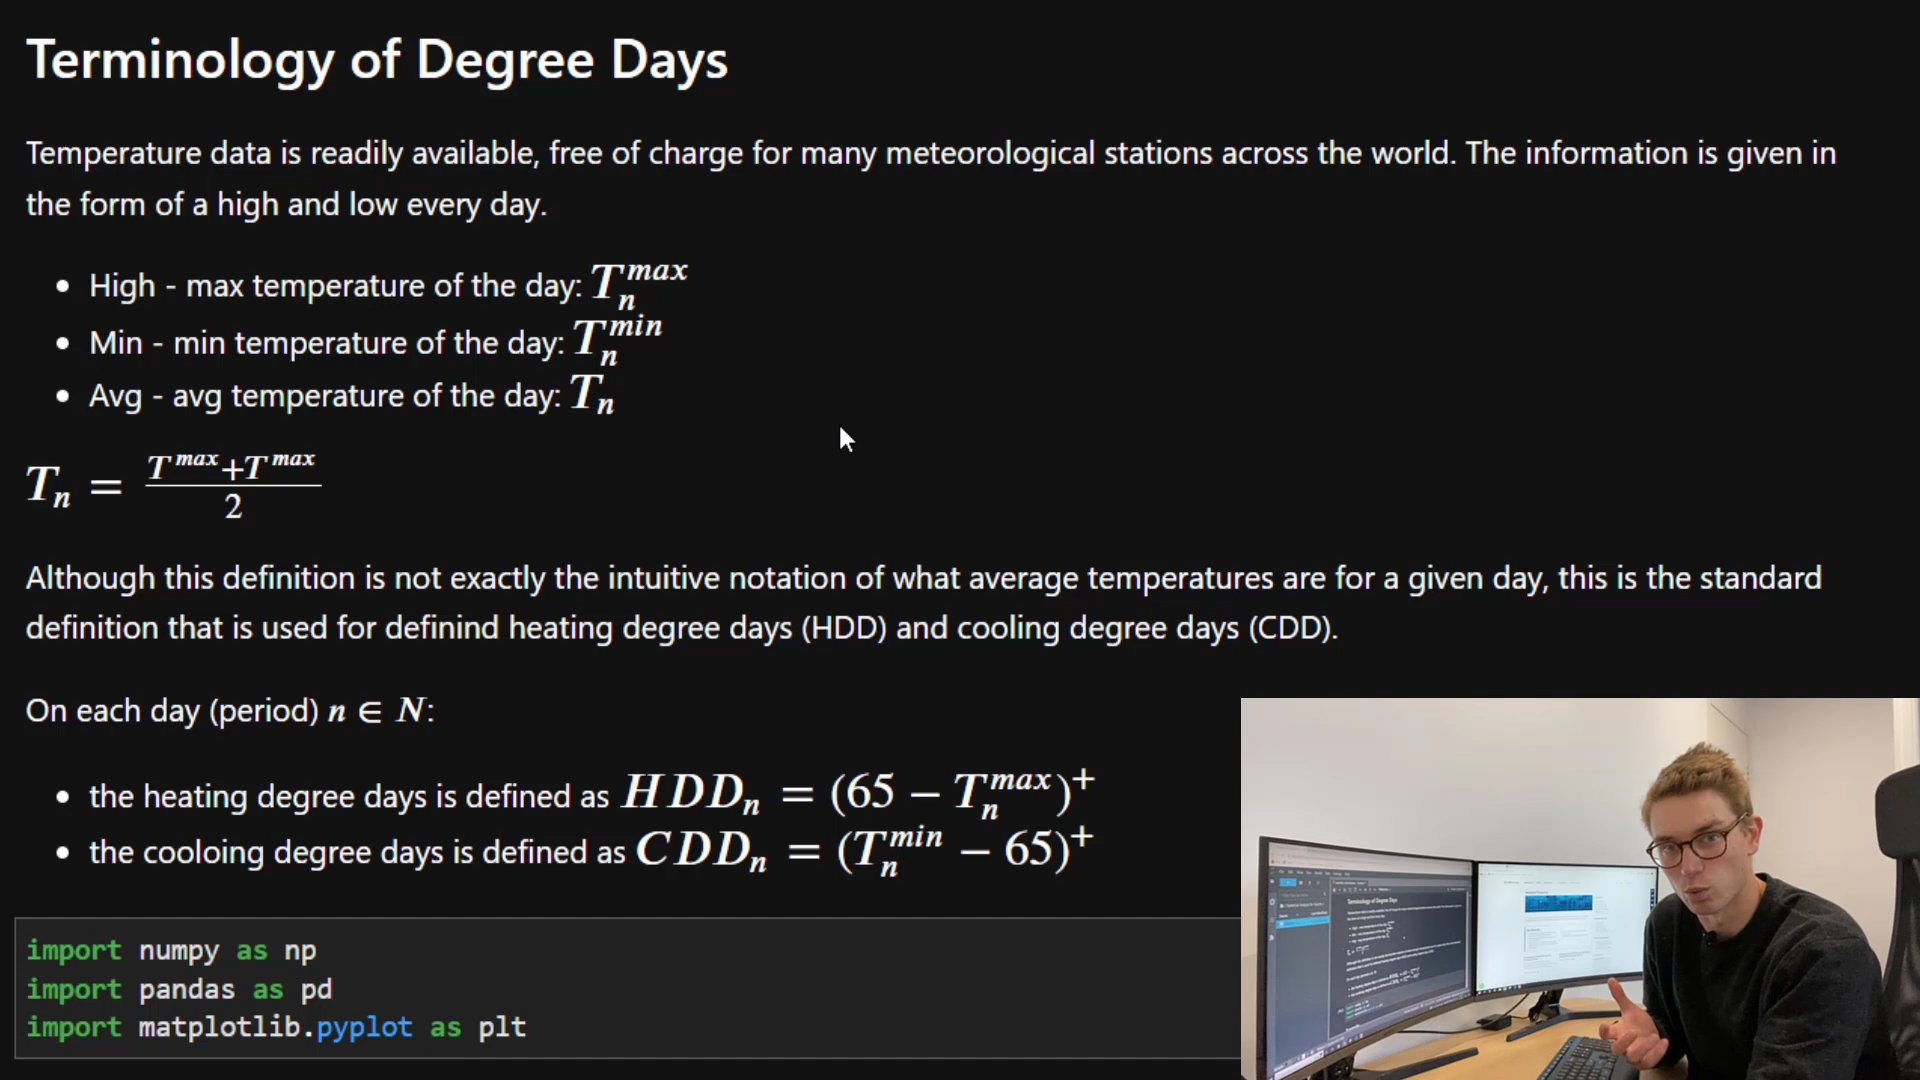 Terminology of Degree Days
Temperature data is readily available, free of charge for many meteorological stations across the world. The information is given in
the form of a high and low every day.
• High - max temperature of the day: T_n^{max}
• Min - min temperature of the day: T_n^{min}
• Avg - avg temperature of the day: T_n
T_n = \frac{T^{max}+T^{max}}{2}
Although this definition is not exactly the intuitive notation of what average temperatures are for a given day, this is the standard
definition that is used for definind heating degree days (HDD) and cooling degree days (CDD).
On each day (period) n ∈ N:
• the heating degree days is defined as HDD_n = (65 − T_n^{max})^+
• the cooloing degree days is defined as CDD_n = (T_n^{min} − 65)^+
import numpy as np
import pandas as pd
import matplotlib.pyplot as plt
Terminology of Degree Days